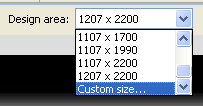 Design area: 1207 x 2200
1107 x 1700
1107 x 1990
1107 x 2200
1207 x 2200
Custom size...